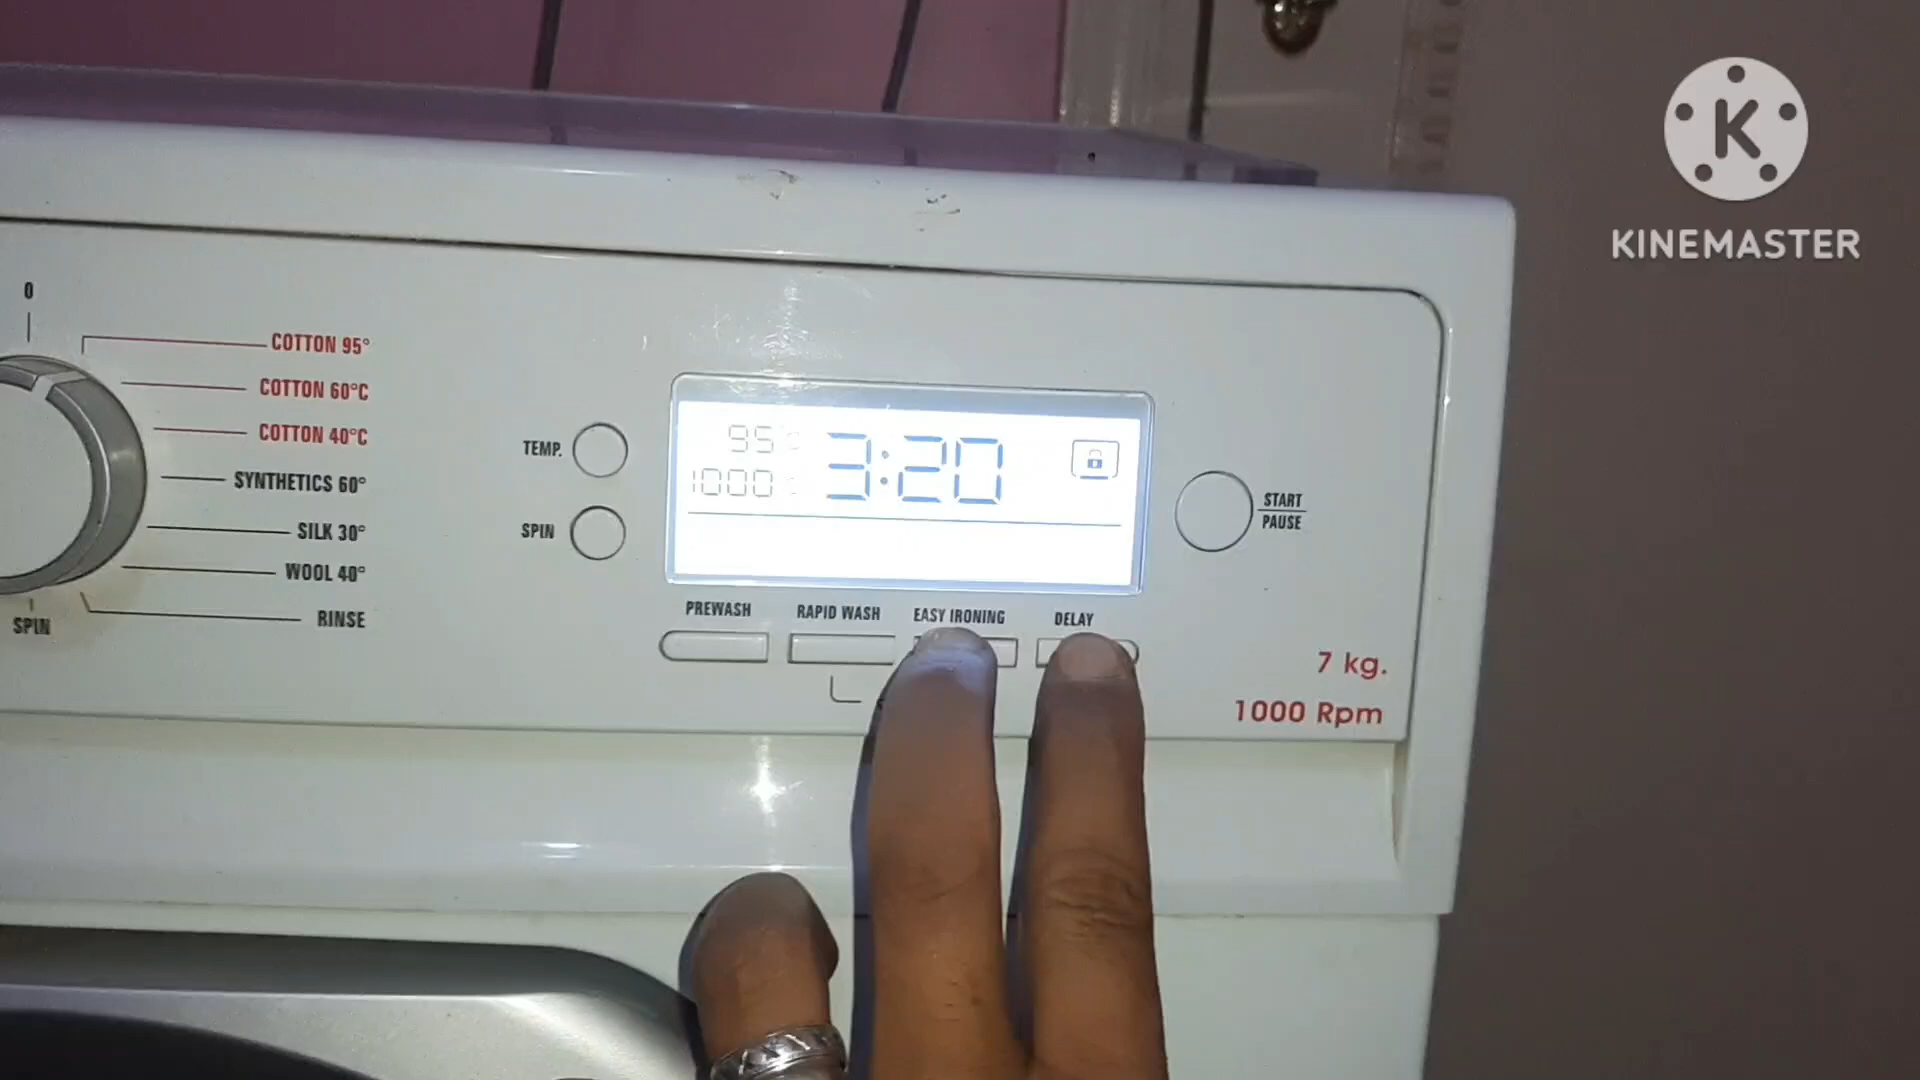 K
KINEMASTER
0
COTTON 95°
COTTON 60°C
COTTON 40°C
SYNTHETICS 60°
SILK 30°
WOOL 40°
RINSE
SPIN
TEMP.
SPIN
95°C
1000
3:20
START
PAUSE
PREWASH
RAPID WASH
EASY IRONING
DELAY
7 kg.
1000 Rpm